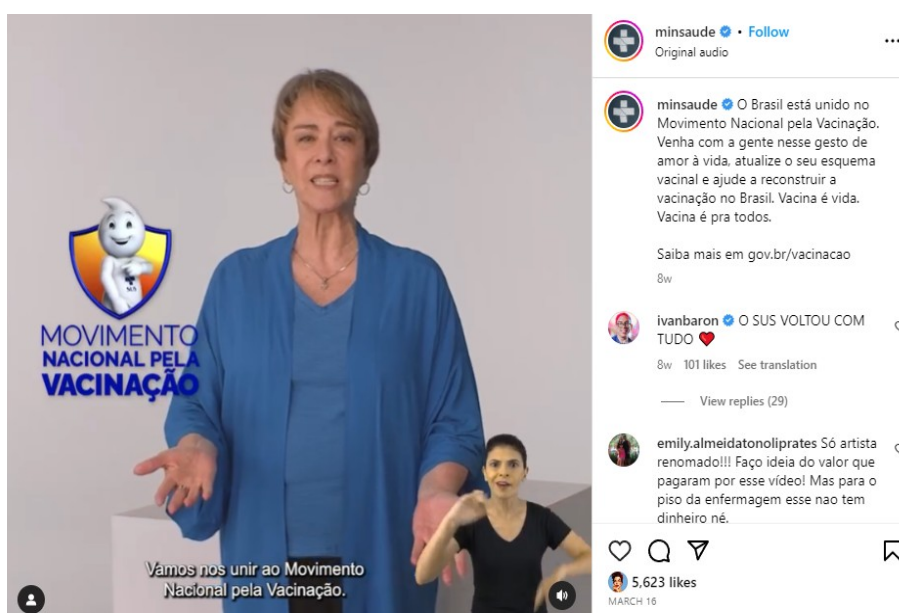 SUS
MOVIMENTO
NACIONAL PELA
VACINAÇÃO
Vamos nos unir ao Movimento
Nacional pela Vacinação.
minsaude • Follow
Original audio
minsaude O Brasil está unido no
Movimento Nacional pela Vacinação.
Venha com a gente nesse gesto de
amor à vida, atualize o seu esquema
vacinal e ajude a reconstruir a
vacinação no Brasil. Vacina é vida.
Vacina é pra todos.
Saiba mais em gov.br/vacinacao
8w
ivanbaron O SUS VOLTOU COM
TUDO
8w 101 likes See translation
View replies (29)
emily.almeidatonoliprates Só artista
renomado!!! Faço ideia do valor que
pagaram por esse vídeo! Mas para o
piso da enfermagem esse nao tem
dinheiro né.
5,623 likes
MARCH 16